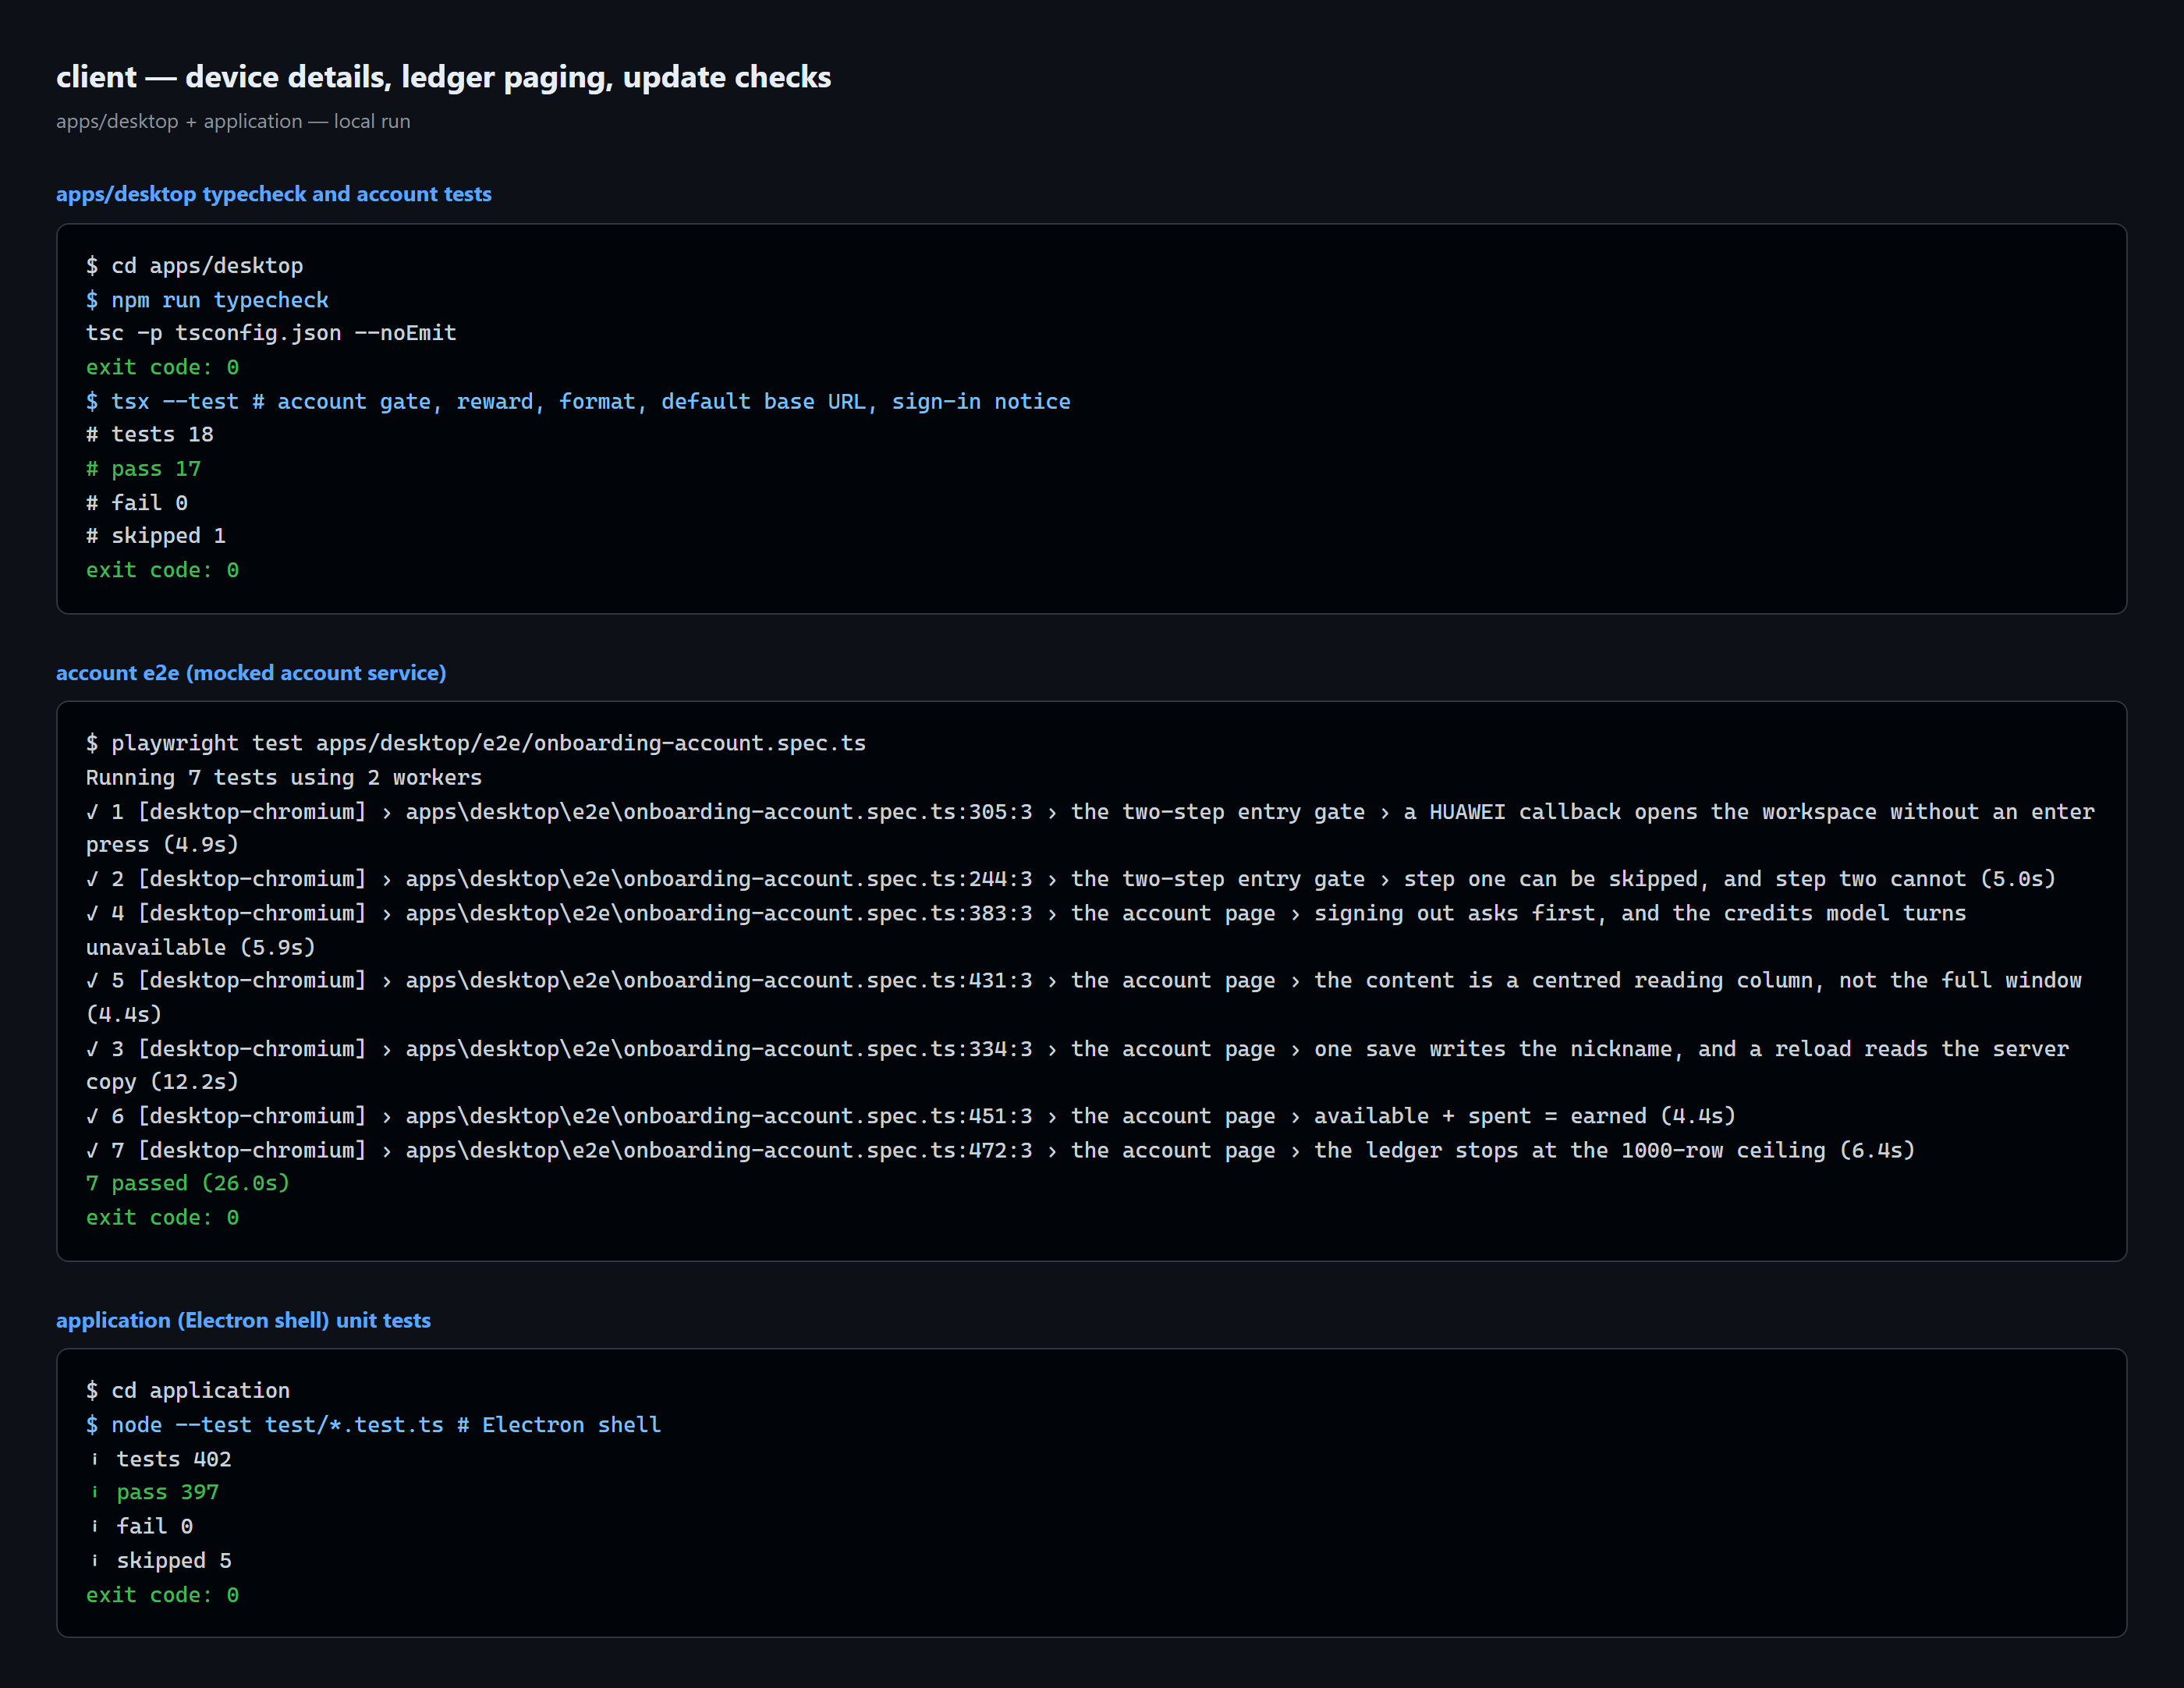 client — device details, ledger paging, update checks
apps/desktop + application — local run
apps/desktop typecheck and account tests
$ cd apps/desktop
$ npm run typecheck
tsc -p tsconfig.json --noEmit
exit code: 0
$ tsx --test # account gate, reward, format, default base URL, sign-in notice
# tests 18
# pass 17
# fail 0
# skipped 1
exit code: 0
account e2e (mocked account service)
$ playwright test apps/desktop/e2e/onboarding-account.spec.ts
Running 7 tests using 2 workers
✓ 1 [desktop-chromium] › apps\desktop\e2e\onboarding-account.spec.ts:305:3 › the two-step entry gate › a HUAWEI callback opens the workspace without an enter
press (4.9s)
✓ 2 [desktop-chromium] › apps\desktop\e2e\onboarding-account.spec.ts:244:3 › the two-step entry gate › step one can be skipped, and step two cannot (5.0s)
✓ 4 [desktop-chromium] › apps\desktop\e2e\onboarding-account.spec.ts:383:3 › the account page › signing out asks first, and the credits model turns
unavailable (5.9s)
✓ 5 [desktop-chromium] › apps\desktop\e2e\onboarding-account.spec.ts:431:3 › the account page › the content is a centred reading column, not the full window
(4.4s)
✓ 3 [desktop-chromium] › apps\desktop\e2e\onboarding-account.spec.ts:334:3 › the account page › one save writes the nickname, and a reload reads the server
copy (12.2s)
✓ 6 [desktop-chromium] › apps\desktop\e2e\onboarding-account.spec.ts:451:3 › the account page › available + spent = earned (4.4s)
✓ 7 [desktop-chromium] › apps\desktop\e2e\onboarding-account.spec.ts:472:3 › the account page › the ledger stops at the 1000-row ceiling (6.4s)
7 passed (26.0s)
exit code: 0
application (Electron shell) unit tests
$ cd application
$ node --test test/*.test.ts # Electron shell
ℹ tests 402
ℹ pass 397
ℹ fail 0
ℹ skipped 5
exit code: 0